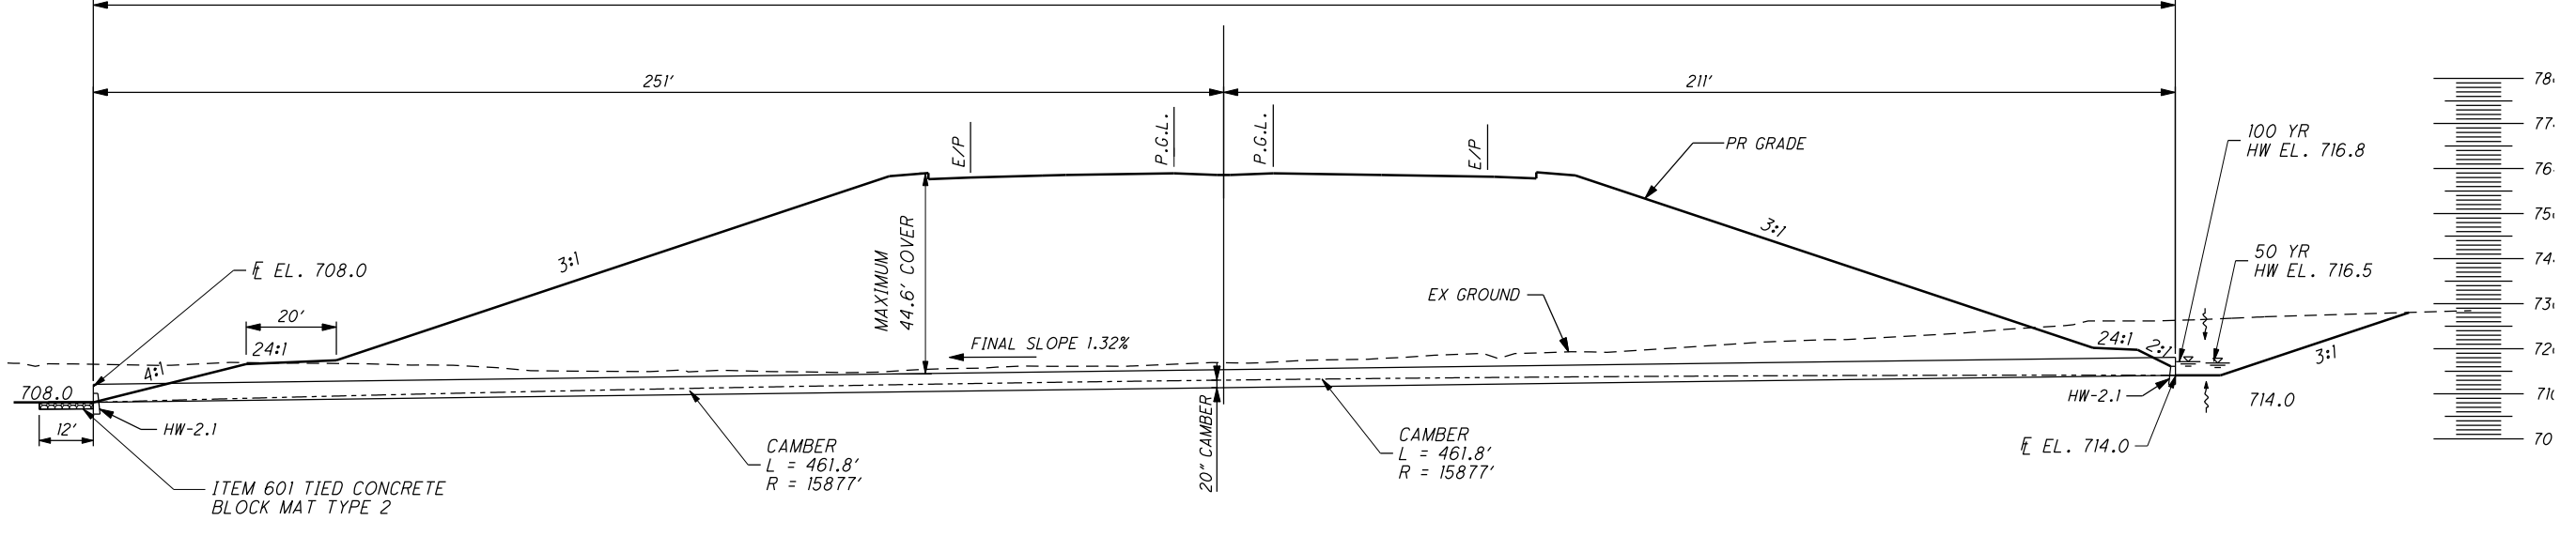 251'
211'
E/P
P.G.L.
P.G.L.
E/P
PR GRADE
100 YR
HW EL. 716.8
50 YR
HW EL. 716.5
FL EL. 708.0
3:1
3:1
MAXIMUM
44.6' COVER
EX GROUND
20'
24:1
4:1
FINAL SLOPE 1.32%
24:1
2:1
3:1
708.0
12'
HW-2.1
HW-2.1
714.0
CAMBER
L = 461.8'
R = 15877'
20" CAMBER
CAMBER
L = 461.8'
R = 15877'
FL EL. 714.0
ITEM 601 TIED CONCRETE
BLOCK MAT TYPE 2